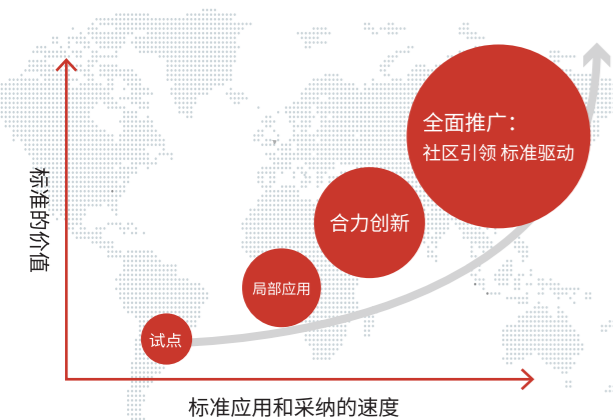 全面推广：
社区引领 标准驱动
合力创新
局部应用
试点
标准的价值
标准应用和采纳的速度